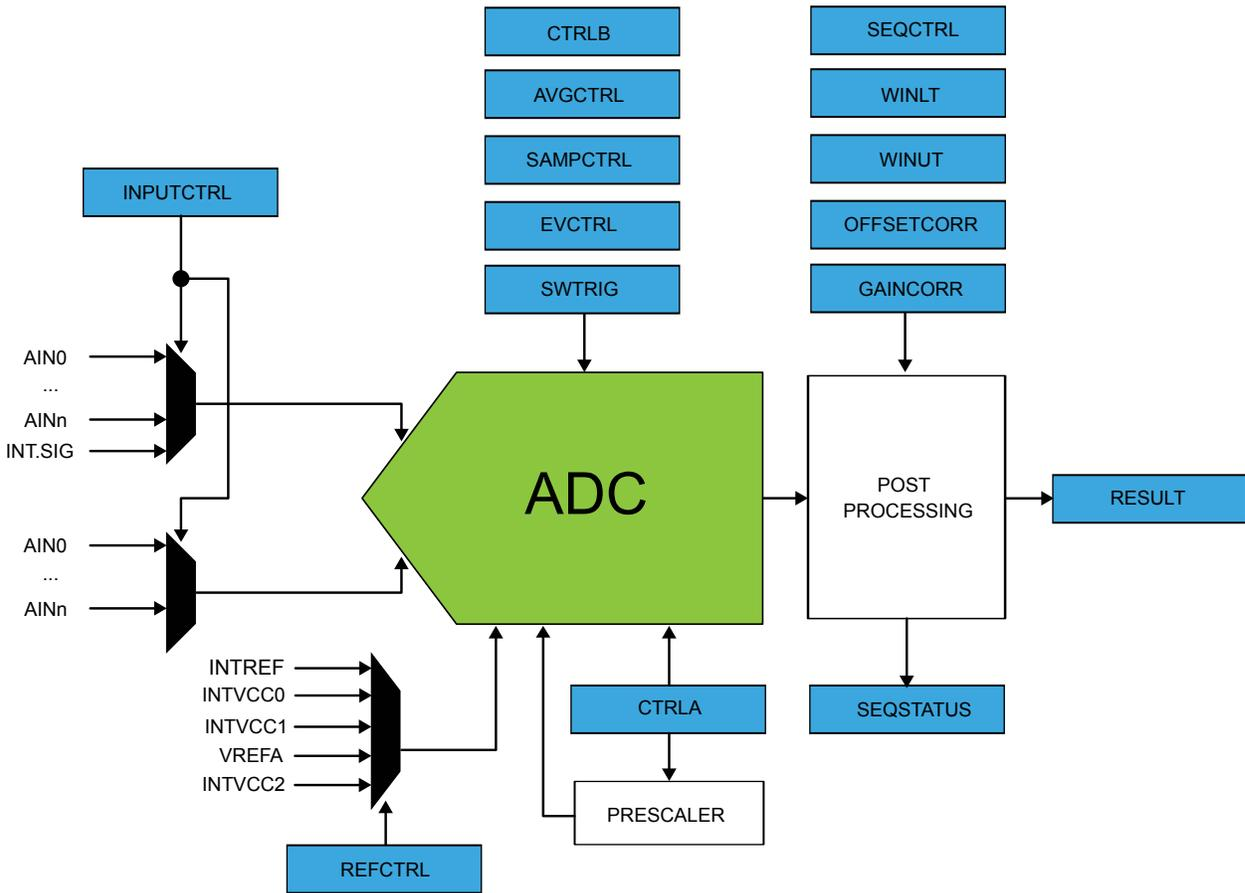 CTRLB
AVGCTRL
SAMPCTRL
EVCTRL
SWTRIG
SEQCTRL
WINLT
WINUT
OFFSETCORR
GAINCORR
INPUTCTRL
AIN0
...
AINn
INT.SIG
AIN0
...
AINn
ADC
POST
PROCESSING
RESULT
INTREF
INTVCC0
INTVCC1
VREFA
INTVCC2
CTRLA
SEQSTATUS
PRESCALER
REFCTRL